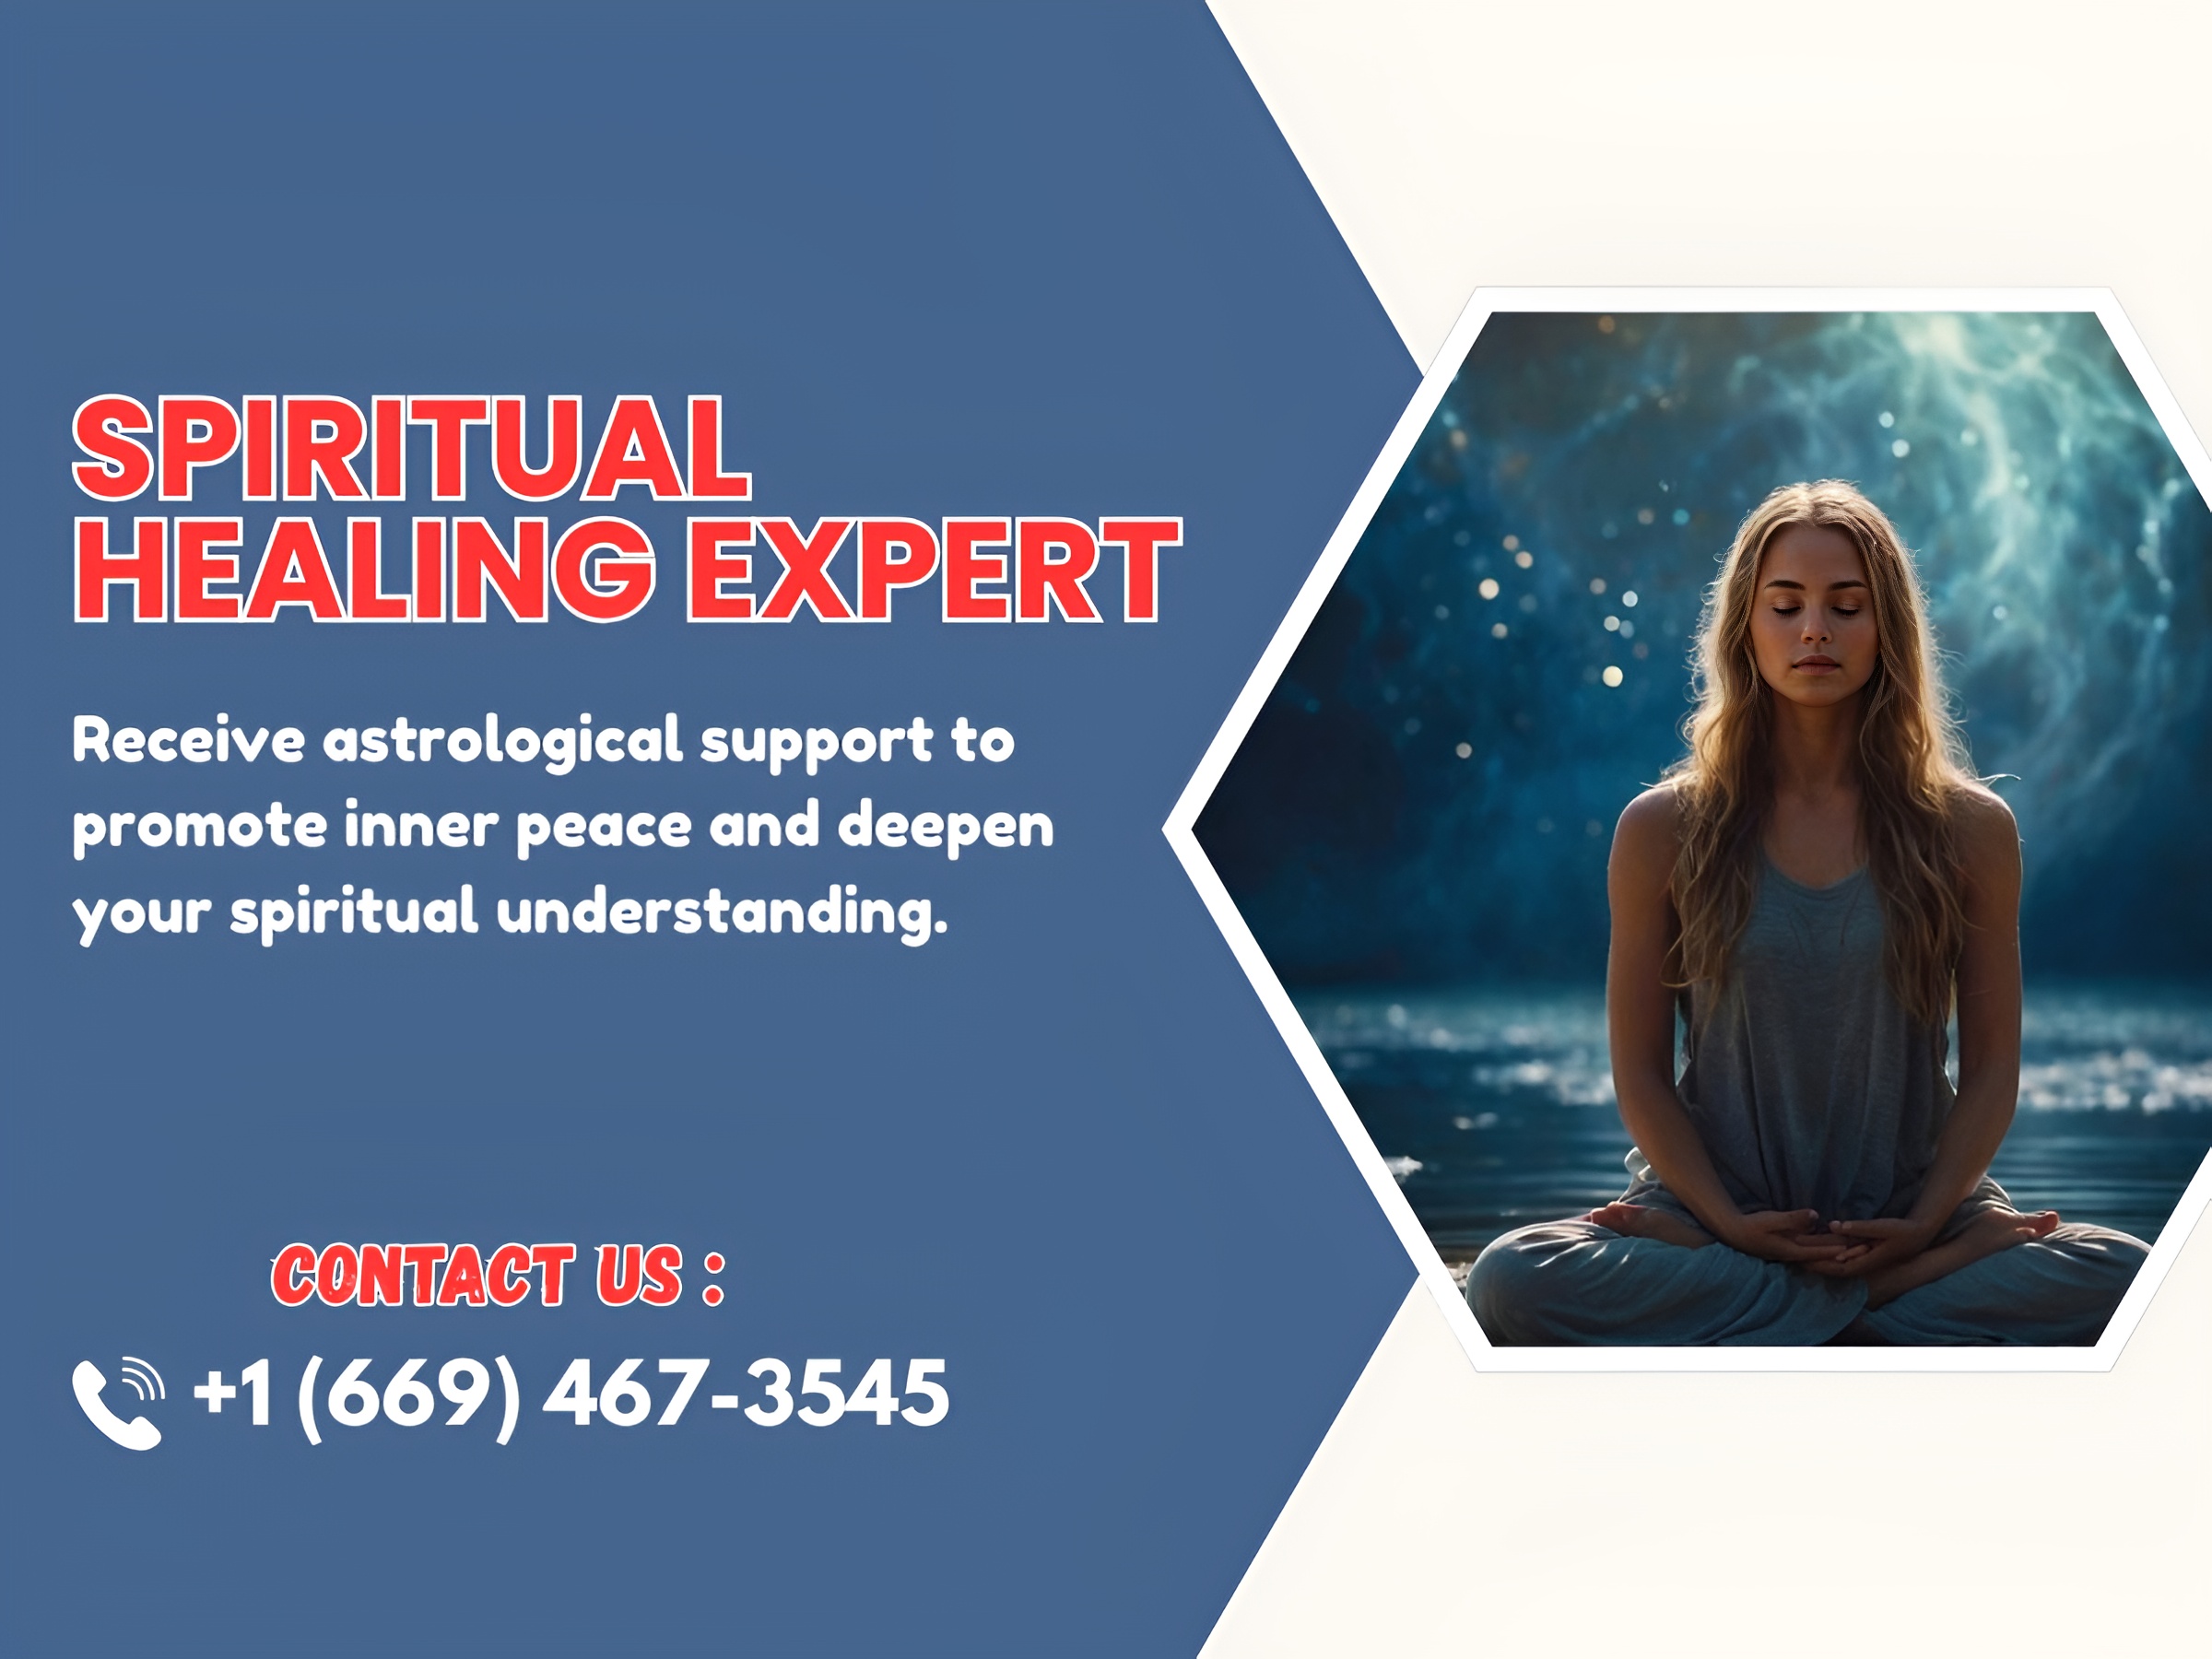 SPIRITUAL
HEALING EXPERT
Receive astrological support to
promote inner peace and deepen
your spiritual understanding.
CONTACT US :
+1 (669) 467-3545